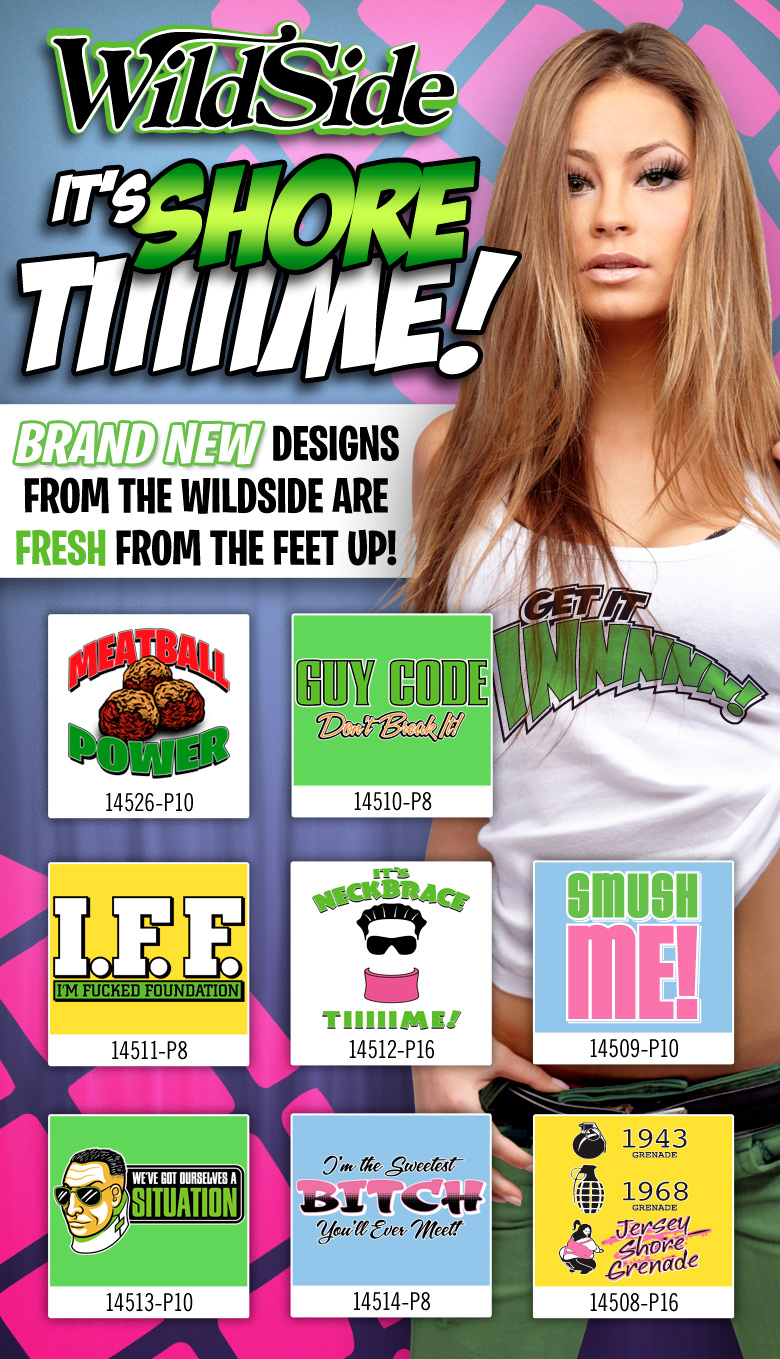 WildSide
IT'S SHORE
TIIIIIIME!
BRAND NEW DESIGNS
FROM THE WILDSIDE ARE
FRESH FROM THE FEET UP!
GET IT
INNNNN!
MEATBALL
POWER
14526-P10
GUY CODE
Don't Break It!
14510-P8
I.F.F.
I'M FUCKED FOUNDATION
14511-P8
IT'S
NECKBRACE
TIIIIIIME!
14512-P16
SMUSH
ME!
14509-P10
WE'VE GOT OURSELVES A
SITUATION
14513-P10
I'm the Sweetest
BITCH
You'll Ever Meet!
14514-P8
1943
GRENADE
1968
GRENADE
Jersey
Shore
Grenade
14508-P16